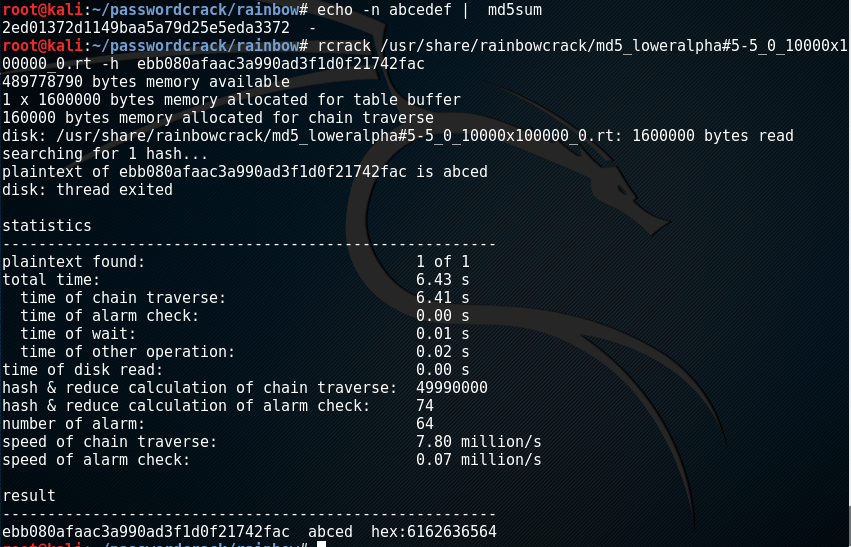 root@kali:~/passwordcrack/rainbow# echo -n abcedef |  md5sum
2ed01372d1149baa5a79d25e5eda3372  -
root@kali:~/passwordcrack/rainbow# rcrack /usr/share/rainbowcrack/md5_loweralpha#5-5_0_10000x1
00000_0.rt -h  ebb080afaac3a990ad3f1d0f21742fac
489778790 bytes memory available
1 x 1600000 bytes memory allocated for table buffer
160000 bytes memory allocated for chain traverse
disk: /usr/share/rainbowcrack/md5_loweralpha#5-5_0_10000x100000_0.rt: 1600000 bytes read
searching for 1 hash...
plaintext of ebb080afaac3a990ad3f1d0f21742fac is abced
disk: thread exited

statistics
-------------------------------------------------------
plaintext found:                              1 of 1
total time:                                   6.43 s
  time of chain traverse:                     6.41 s
  time of alarm check:                        0.00 s
  time of wait:                               0.01 s
  time of other operation:                    0.02 s
time of disk read:                            0.00 s
hash & reduce calculation of chain traverse:  49990000
hash & reduce calculation of alarm check:     74
number of alarm:                              64
speed of chain traverse:                      7.80 million/s
speed of alarm check:                         0.07 million/s

result
-------------------------------------------------------
ebb080afaac3a990ad3f1d0f21742fac  abced  hex:6162636564
root@kali:~/passwordcrack/rainbow#